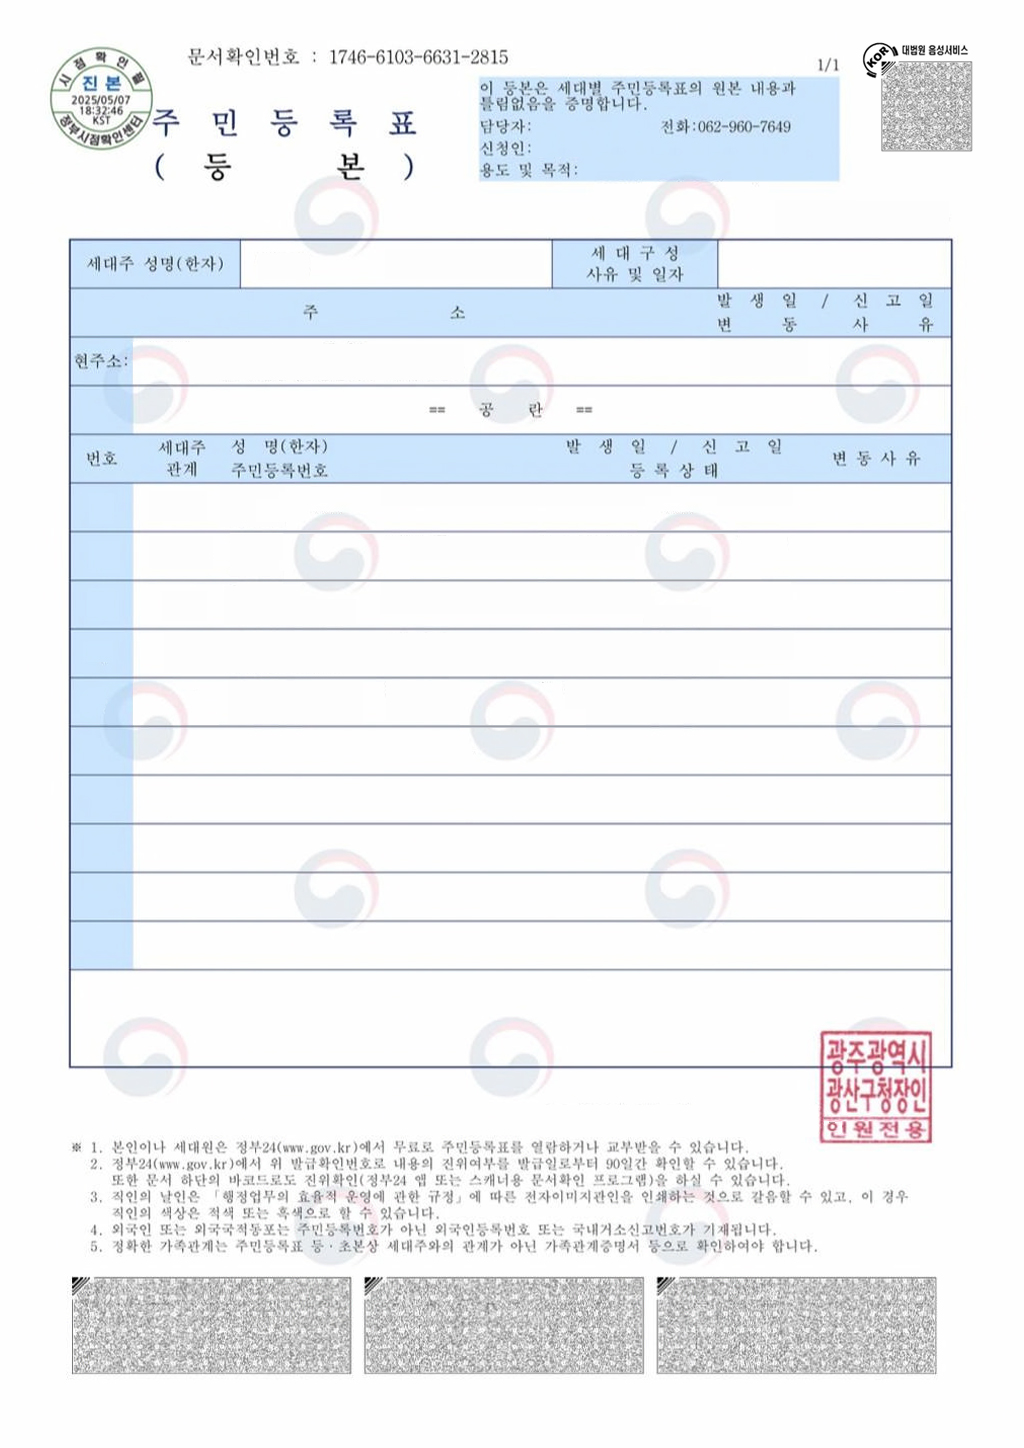 문서확인번호 : 1746-6103-6631-2815
1/1
대법원 음성서비스
KOR
시점확인필
진본
2025/05/07
18:32:46
KST
정부시점확인센터
주 민 등 록 표
( 등 본 )
이 등본은 세대별 주민등록표의 원본 내용과
틀림없음을 증명합니다.
담당자: 전화:062-960-7649
신청인:
용도 및 목적:
세대주 성명(한자)
세 대 구 성
사유 및 일자
주 소
발 생 일 / 신 고 일
변 동 사 유
현주소:
== 공 란 ==
번호
세대주
관계
성 명(한자)
주민등록번호
발 생 일 / 신 고 일
등 록 상 태
변 동 사 유
광주광역시
광산구청장인
민원전용
※ 1. 본인이나 세대원은 정부24(www.gov.kr)에서 무료로 주민등록표를 열람하거나 교부받을 수 있습니다.
2. 정부24(www.gov.kr)에서 위 발급확인번호로 내용의 진위여부를 발급일로부터 90일간 확인할 수 있습니다.
또한 문서 하단의 바코드로도 진위확인(정부24 앱 또는 스캐너용 문서확인 프로그램)을 하실 수 있습니다.
3. 직인의 날인은 「행정업무의 효율적 운영에 관한 규정」에 따른 전자이미지관인을 인쇄하는 것으로 갈음할 수 있고, 이 경우
직인의 색상은 적색 또는 흑색으로 할 수 있습니다.
4. 외국인 또는 외국국적동포는 주민등록번호가 아닌 외국인등록번호 또는 국내거소신고번호가 기재됩니다.
5. 정확한 가족관계는 주민등록표 등·초본상 세대주와의 관계가 아닌 가족관계증명서 등으로 확인하여야 합니다.